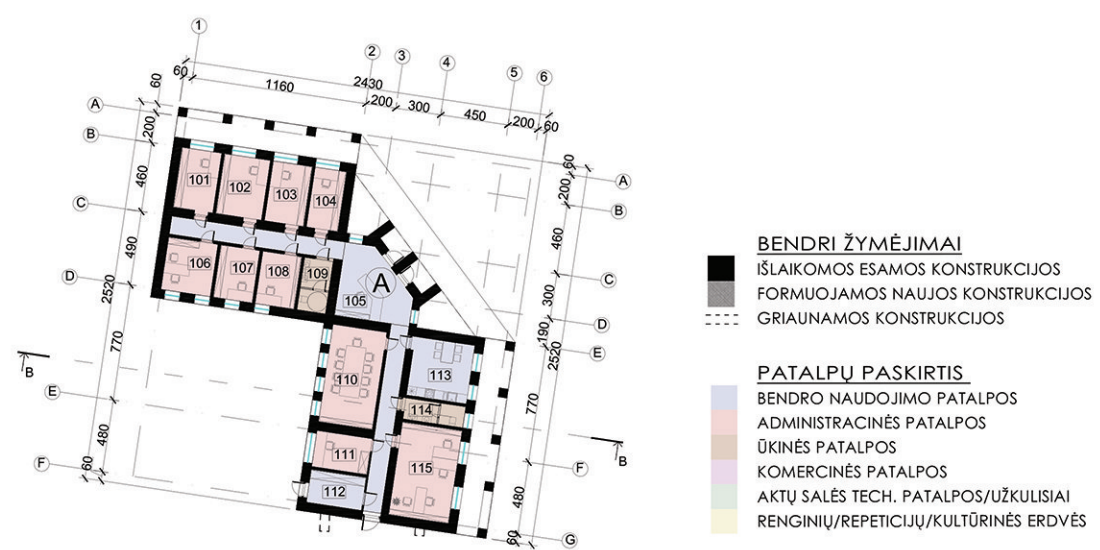 1
2
3
4
5
6
60
2430
60
1160
200
300
450
200
60
A
B
C
D
E
F
60
200
460
490
2520
770
480
60
60
200
460
300
190
2520
770
480
60
A
B
C
D
E
F
G
101
102
103
104
105
A
106
107
108
109
110
111
112
113
114
115
B
B
BENDRI ŽYMĖJIMAI
IŠLAIKOMOS ESAMOS KONSTRUKCIJOS
FORMUOJAMOS NAUJOS KONSTRUKCIJOS
GRIAUNAMOS KONSTRUKCIJOS
PATALPŲ PASKIRTIS
BENDRO NAUDOJIMO PATALPOS
ADMINISTRACINĖS PATALPOS
ŪKINĖS PATALPOS
KOMERCINĖS PATALPOS
AKTŲ SALĖS TECH. PATALPOS/UŽKULISIAI
RENGINIŲ/REPETICIJŲ/KULTŪRINĖS ERDVĖS